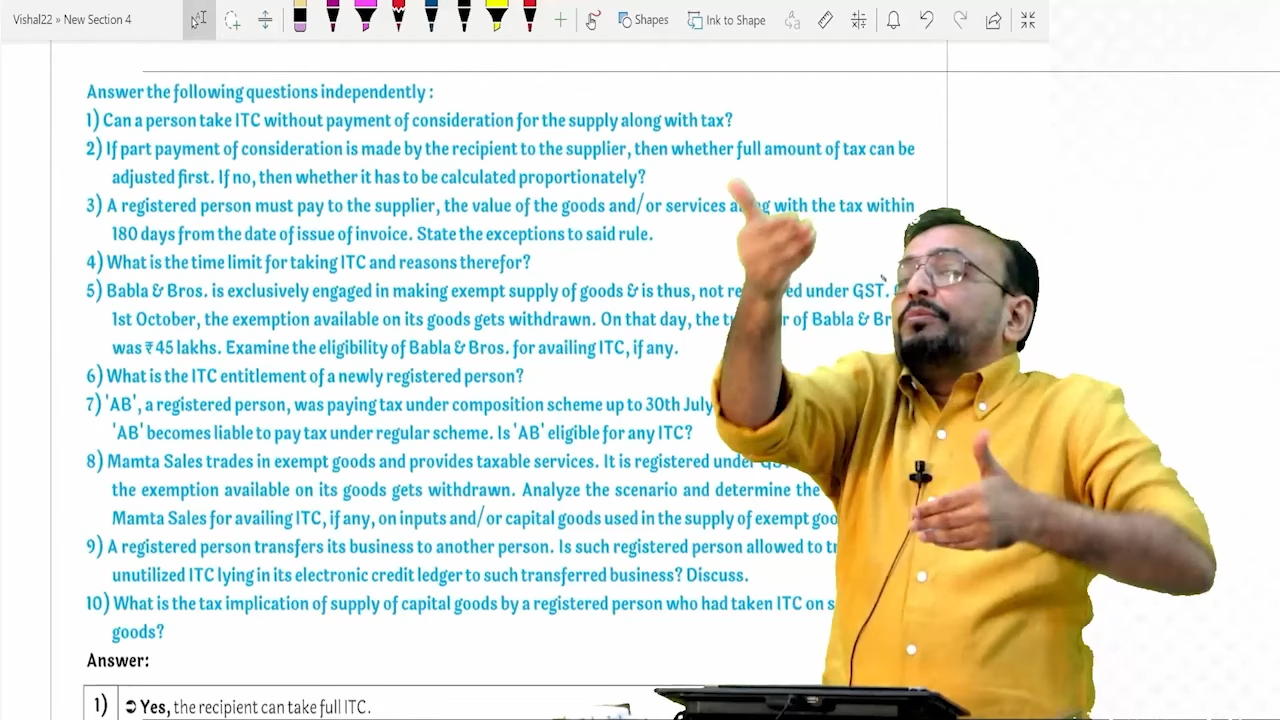 Vishal22 » New Section 4
Shapes
Ink to Shape
Answer the following questions independently :
1) Can a person take ITC without payment of consideration for the supply along with tax?
2) If part payment of consideration is made by the recipient to the supplier, then whether full amount of tax can be
adjusted first. If no, then whether it has to be calculated proportionately?
3) A registered person must pay to the supplier, the value of the goods and/or services along with the tax within
180 days from the date of issue of invoice. State the exceptions to said rule.
4) What is the time limit for taking ITC and reasons therefor?
5) Babla & Bros. is exclusively engaged in making exempt supply of goods & is thus, not under GST.
1st October, the exemption available on its goods gets withdrawn. On that day, the of Babla &
was ₹45 lakhs. Examine the eligibility of Babla & Bros. for availing ITC, if any.
6) What is the ITC entitlement of a newly registered person?
7) 'AB', a registered person, was paying tax under composition scheme up to 30th July
'AB' becomes liable to pay tax under regular scheme. Is 'AB' eligible for any ITC?
8) Mamta Sales trades in exempt goods and provides taxable services. It is registered under
the exemption available on its goods gets withdrawn. Analyze the scenario and determine the
Mamta Sales for availing ITC, if any, on inputs and/or capital goods used in the supply of exempt
9) A registered person transfers its business to another person. Is such registered person allowed to
unutilized ITC lying in its electronic credit ledger to such transferred business? Discuss.
10) What is the tax implication of supply of capital goods by a registered person who had taken ITC on
goods?
Answer:
1) ➲ Yes, the recipient can take full ITC.